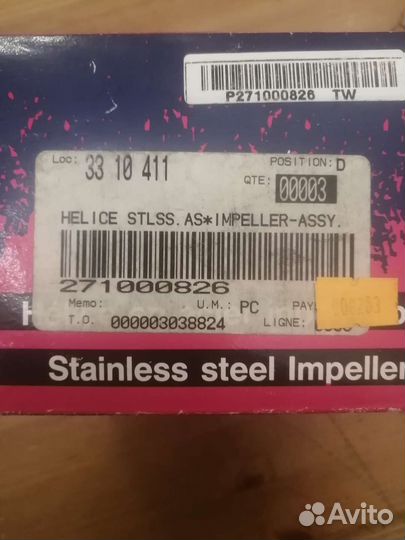 P271000826 TW
Loc: 33 10 411 POSITION: D
QTE: 00003
HELICE STLSS.AS*IMPELLER-ASSY.
271000826
Memo: U.M.: PC PAY
T.O. 000003038824 LIGNE:
Stainless steel Impeller
Avito